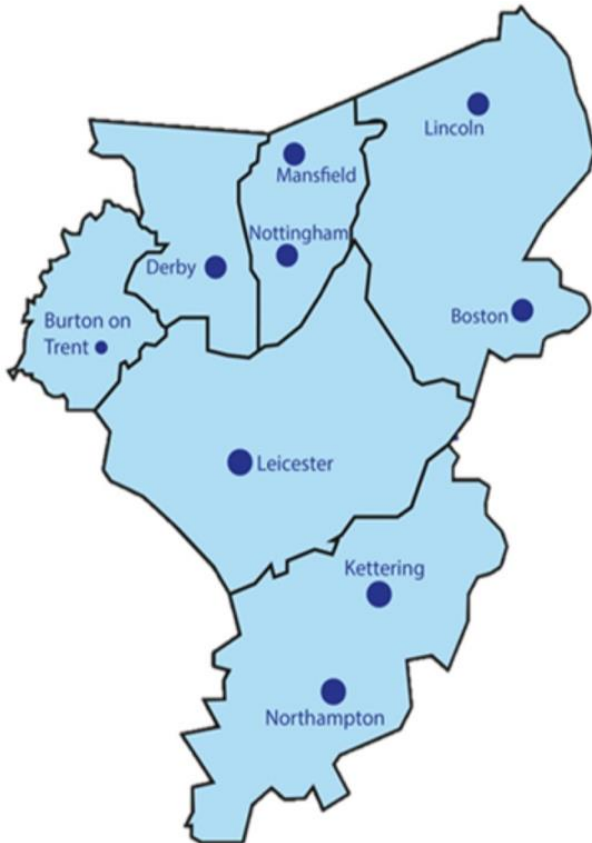 Lincoln
Mansfield
Nottingham
Derby
Boston
Burton on
Trent
Leicester
Kettering
Northampton